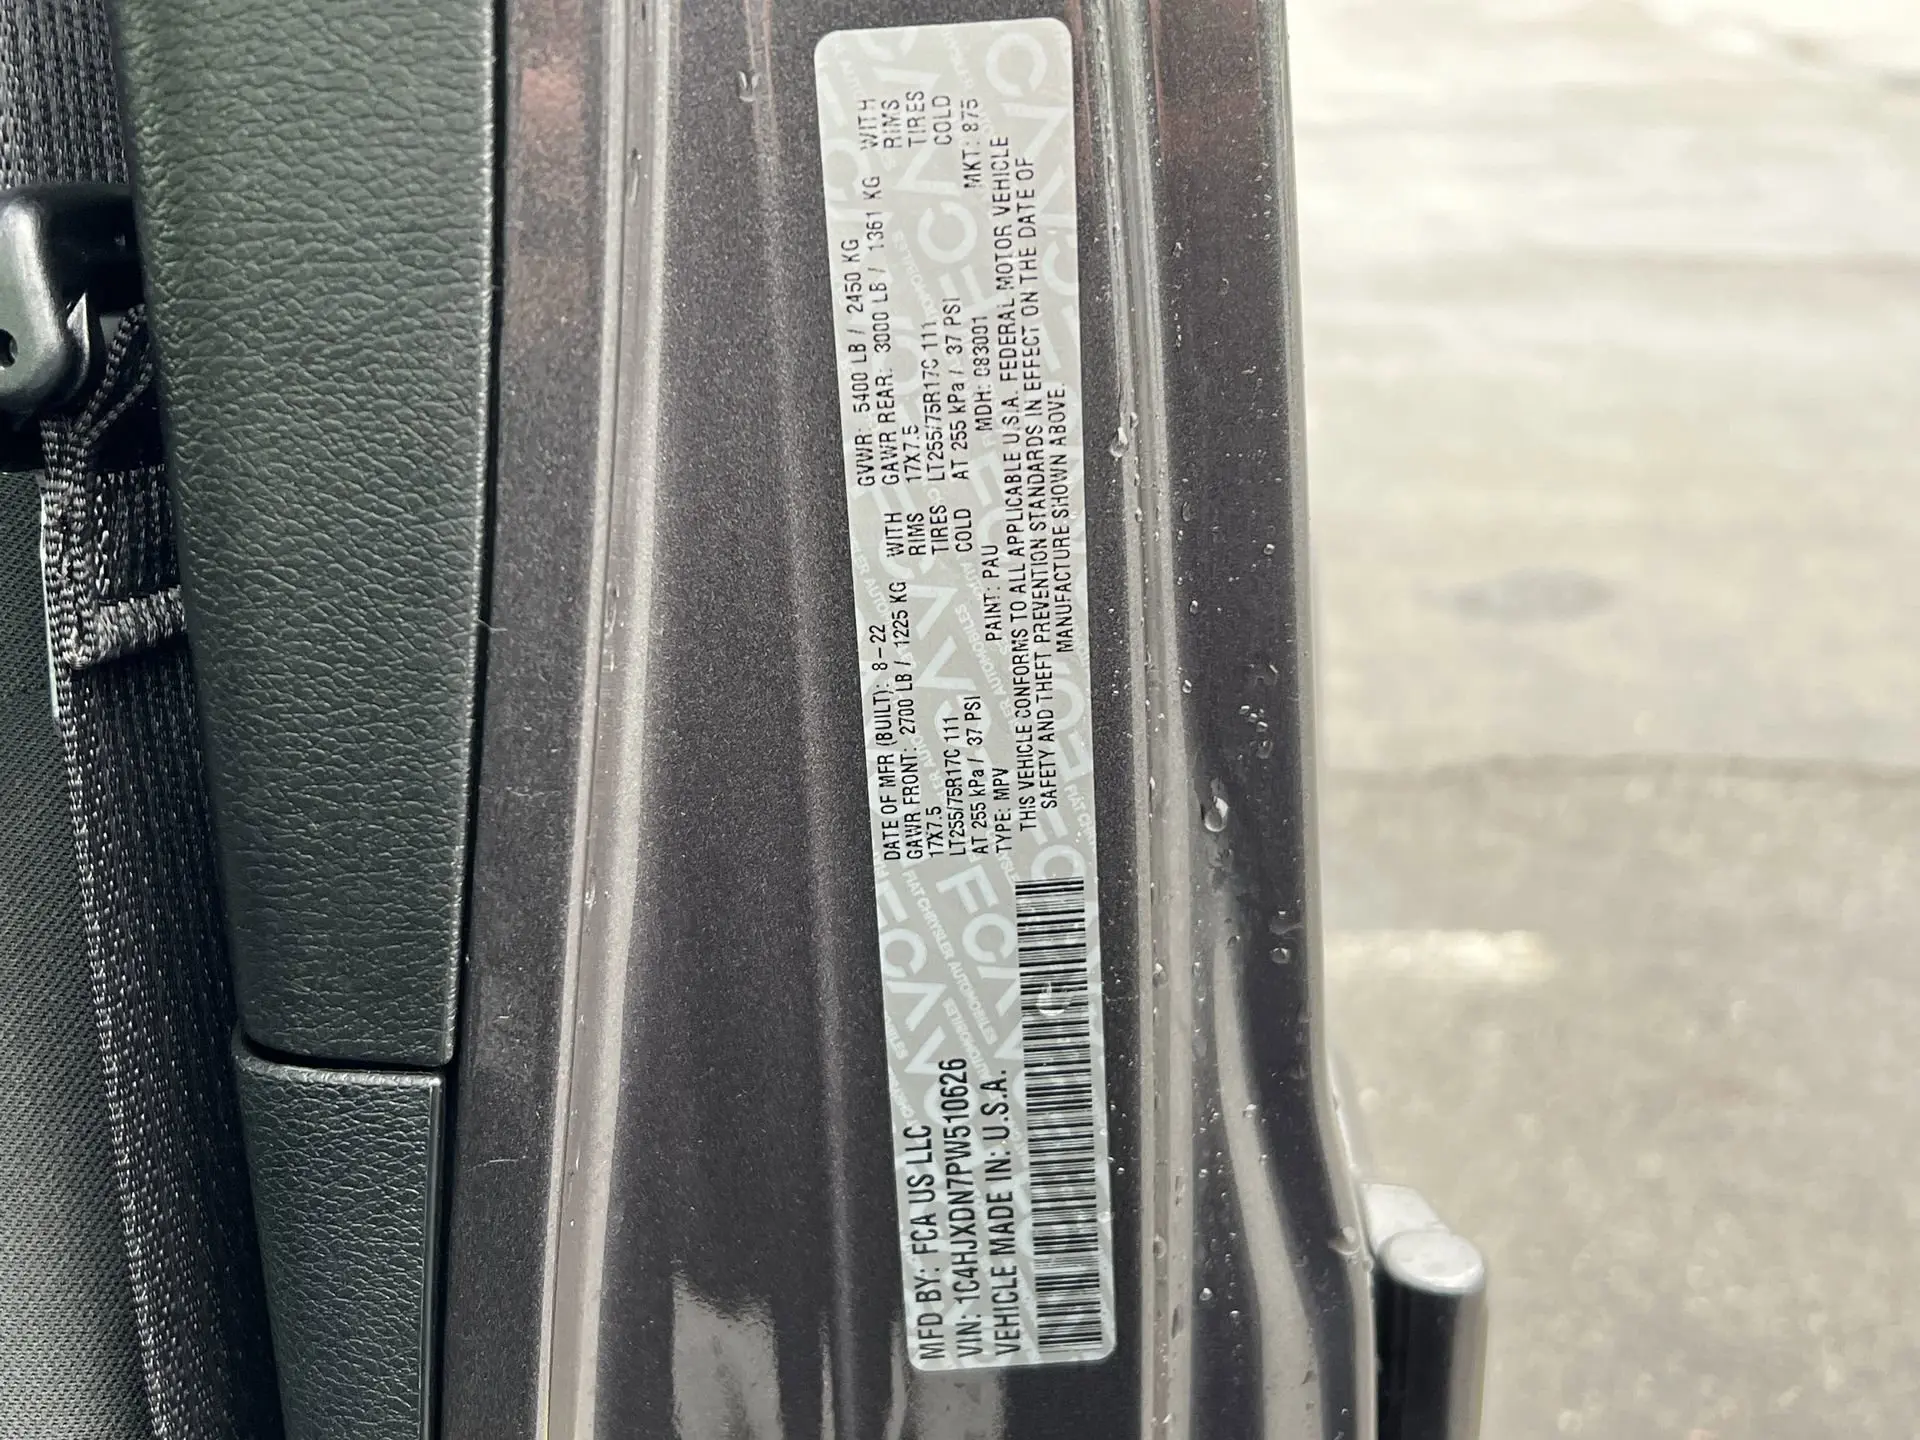 MFD BY: FCA US LLC
VIN: 1C4HJXDN7PW510626
VEHICLE MADE IN: U.S.A.
DATE OF MFR (BUILT): 8-22 GVWR: 5400 LB / 2450 KG
GAWR FRONT: 2700 LB / 1225 KG WITH GAWR REAR: 3000 LB / 1361 KG WITH
17X7.5 RIMS 17X7.5 RIMS
LT255/75R17C 111 TIRES LT255/75R17C 111 TIRES
AT 255 kPa / 37 PSI COLD AT 255 kPa / 37 PSI COLD
TYPE: MPV PAINT: PAU MDH: 083001 MKT: 875
THIS VEHICLE CONFORMS TO ALL APPLICABLE U.S.A. FEDERAL MOTOR VEHICLE
SAFETY AND THEFT PREVENTION STANDARDS IN EFFECT ON THE DATE OF
MANUFACTURE SHOWN ABOVE.